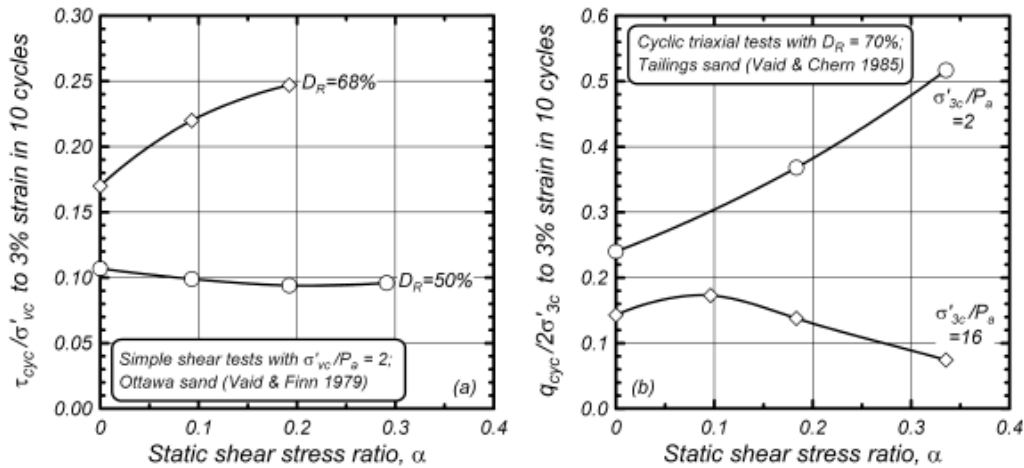 τcyc/σ'vc to 3% strain in 10 cycles
0.30
0.25
0.20
0.15
0.10
0.05
0.00
DR=68%
DR=50%
Simple shear tests with σ'vc/Pa = 2;
Ottawa sand (Vaid & Finn 1979)
(a)
0 0.1 0.2 0.3 0.4
Static shear stress ratio, α
qcyc/2σ'3c to 3% strain in 10 cycles
0.6
0.5
0.4
0.3
0.2
0.1
0.0
Cyclic triaxial tests with DR = 70%;
Tailings sand (Vaid & Chern 1985)
σ'3c/Pa
=2
σ'3c/Pa
=16
(b)
0 0.1 0.2 0.3 0.4
Static shear stress ratio, α